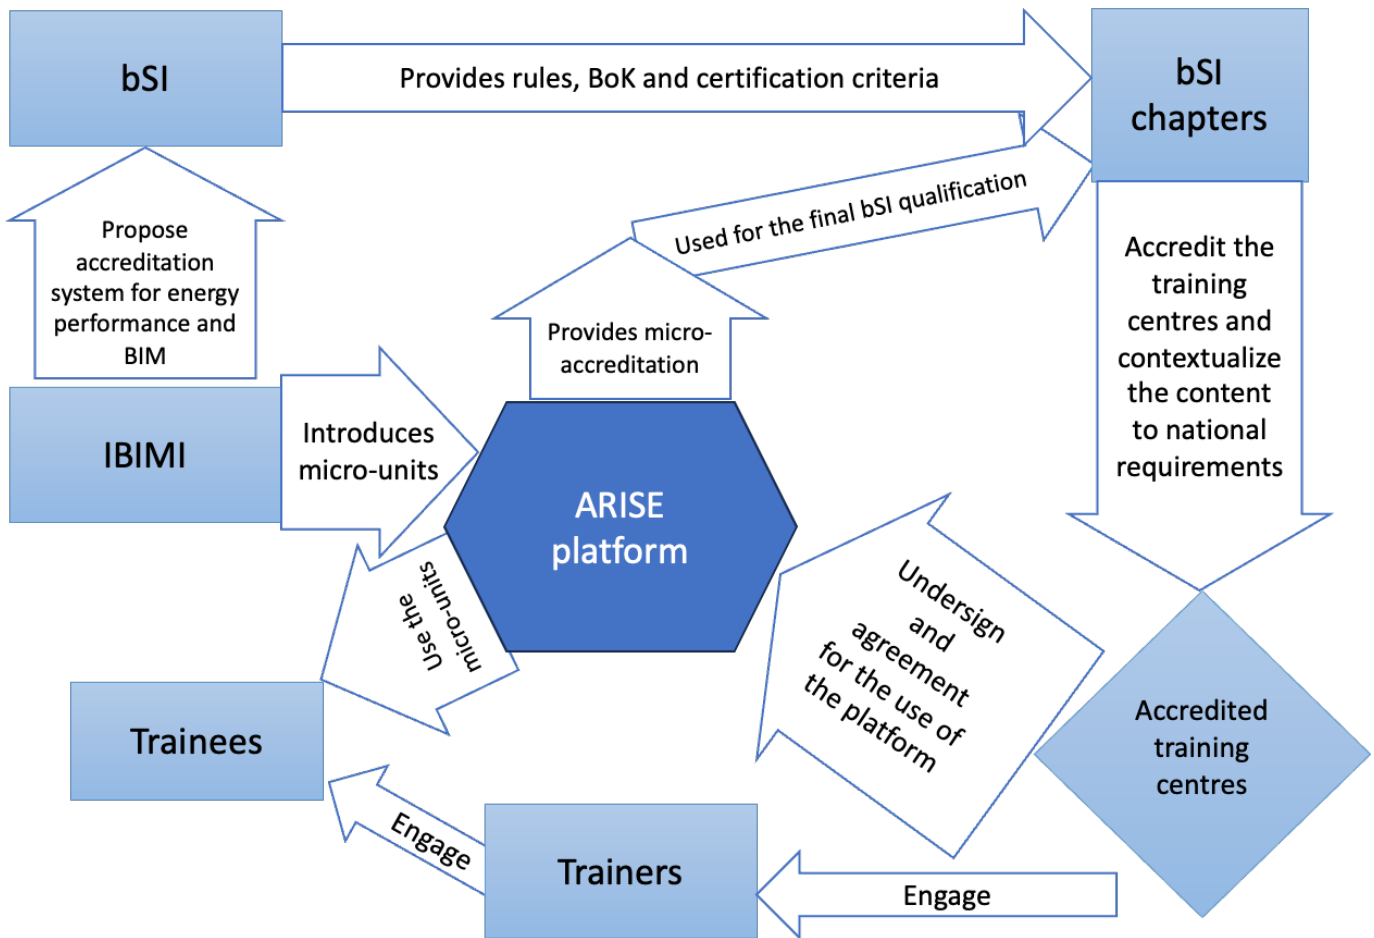 bSI
Provides rules, BoK and certification criteria
bSI
chapters
Propose
accreditation
system for energy
performance and
BIM
Used for the final bSI qualification
Accredit the
training
centres and
contextualize
the content
to national
requirements
Provides micro-
accreditation
IBIMI
Introduces
micro-units
ARISE
platform
Use the
micro-units
Undersign
and
agreement
for the use of
the platform
Accredited
training
centres
Trainees
Engage
Trainers
Engage